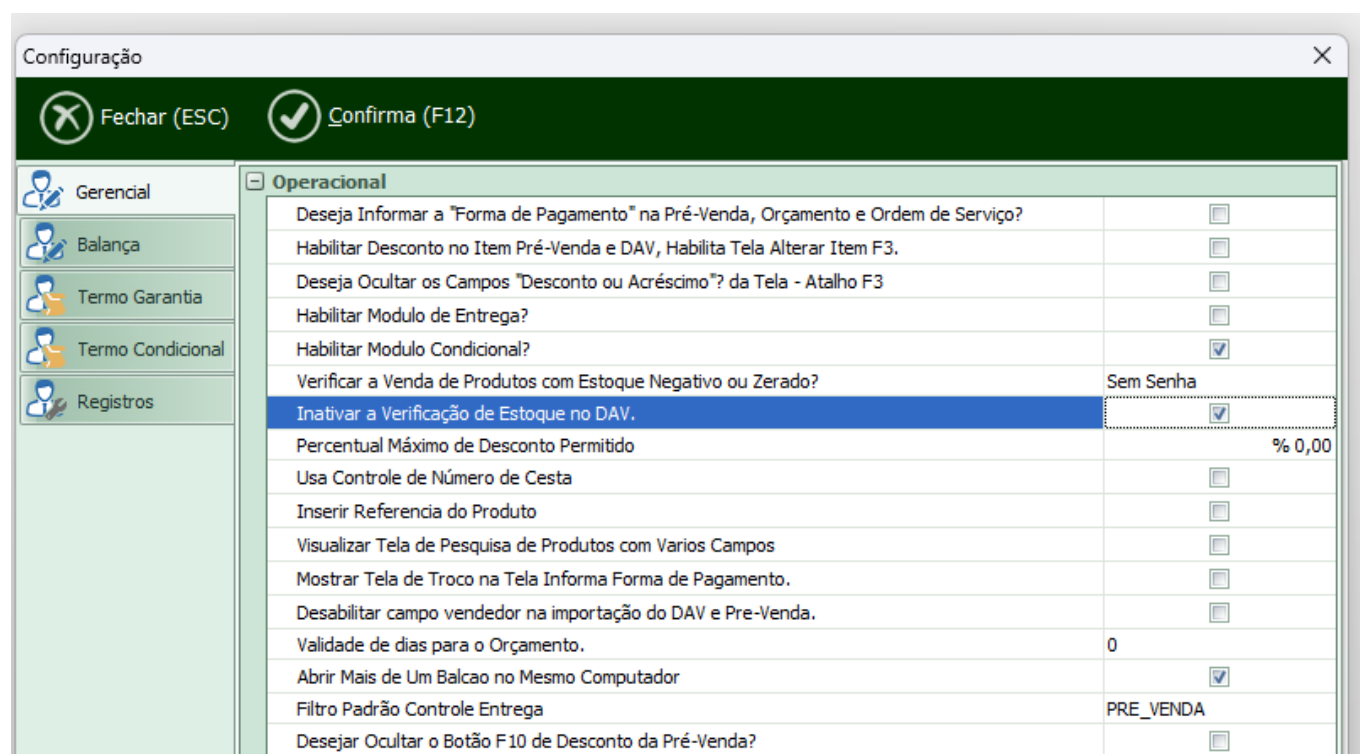 Configuração
Fechar (ESC) Confirma (F12)
Gerencial
Balança
Termo Garantia
Termo Condicional
Registros
Operacional
Deseja Informar a "Forma de Pagamento" na Pré-Venda, Orçamento e Ordem de Serviço?
Habilitar Desconto no Item Pré-Venda e DAV, Habilita Tela Alterar Item F3.
Deseja Ocultar os Campos "Desconto ou Acréscimo"? da Tela - Atalho F3
Habilitar Modulo de Entrega?
Habilitar Modulo Condicional?
Verificar a Venda de Produtos com Estoque Negativo ou Zerado? Sem Senha
Inativar a Verificação de Estoque no DAV.
Percentual Máximo de Desconto Permitido % 0,00
Usa Controle de Número de Cesta
Inserir Referencia do Produto
Visualizar Tela de Pesquisa de Produtos com Varios Campos
Mostrar Tela de Troco na Tela Informa Forma de Pagamento.
Desabilitar campo vendedor na importação do DAV e Pre-Venda.
Validade de dias para o Orçamento. 0
Abrir Mais de Um Balcao no Mesmo Computador
Filtro Padrão Controle Entrega PRE_VENDA
Desejar Ocultar o Botão F10 de Desconto da Pré-Venda?